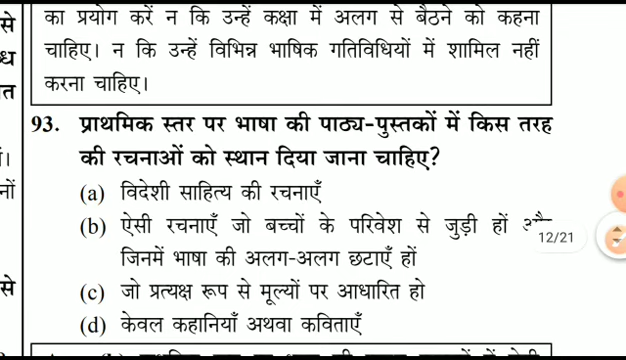 से
का प्रयोग करें न कि उन्हें कक्षा में अलग से बैठने को कहना
ध
चाहिए। न कि उन्हें विभिन्न भाषिक गतिविधियों में शामिल नहीं
त
करना चाहिए।
93. प्राथमिक स्तर पर भाषा की पाठ्य-पुस्तकों में किस तरह
की रचनाओं को स्थान दिया जाना चाहिए?
नों
(a) विदेशी साहित्य की रचनाएँ
(b) ऐसी रचनाएँ जो बच्चों के परिवेश से जुड़ी हों और
12/21
जिनमें भाषा की अलग-अलग छटाएँ हों
से
(c) जो प्रत्यक्ष रूप से मूल्यों पर आधारित हो
(d) केवल कहानियाँ अथवा कविताएँ